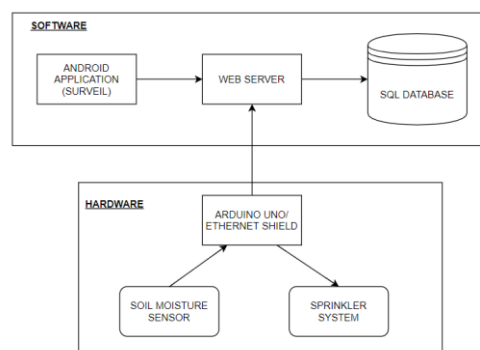 SOFTWARE
ANDROID
APPLICATION
(SURVEIL)
WEB SERVER
SQL DATABASE
HARDWARE
ARDUINO UNO/
ETHERNET SHIELD
SOIL MOISTURE
SENSOR
SPRINKLER
SYSTEM